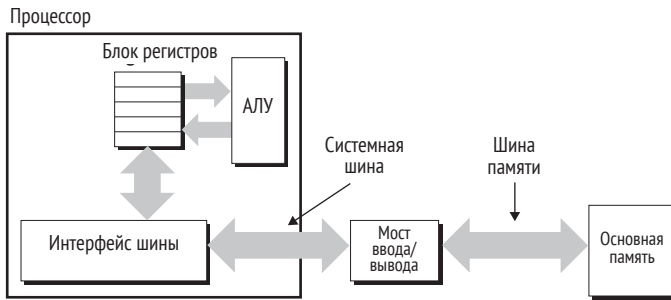 Процессор
Блок регистров
АЛУ
Системная
шина
Шина
памяти
Интерфейс шины
Мост
ввода/
вывода
Основная
память